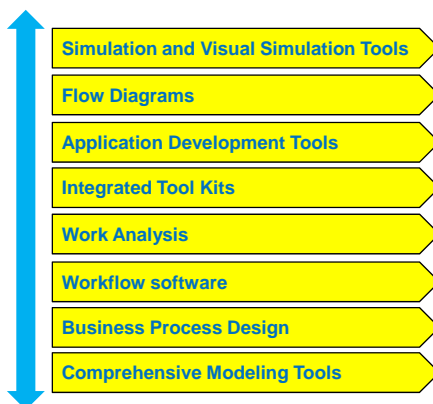 Simulation and Visual Simulation Tools
Flow Diagrams
Application Development Tools
Integrated Tool Kits
Work Analysis
Workflow software
Business Process Design
Comprehensive Modeling Tools